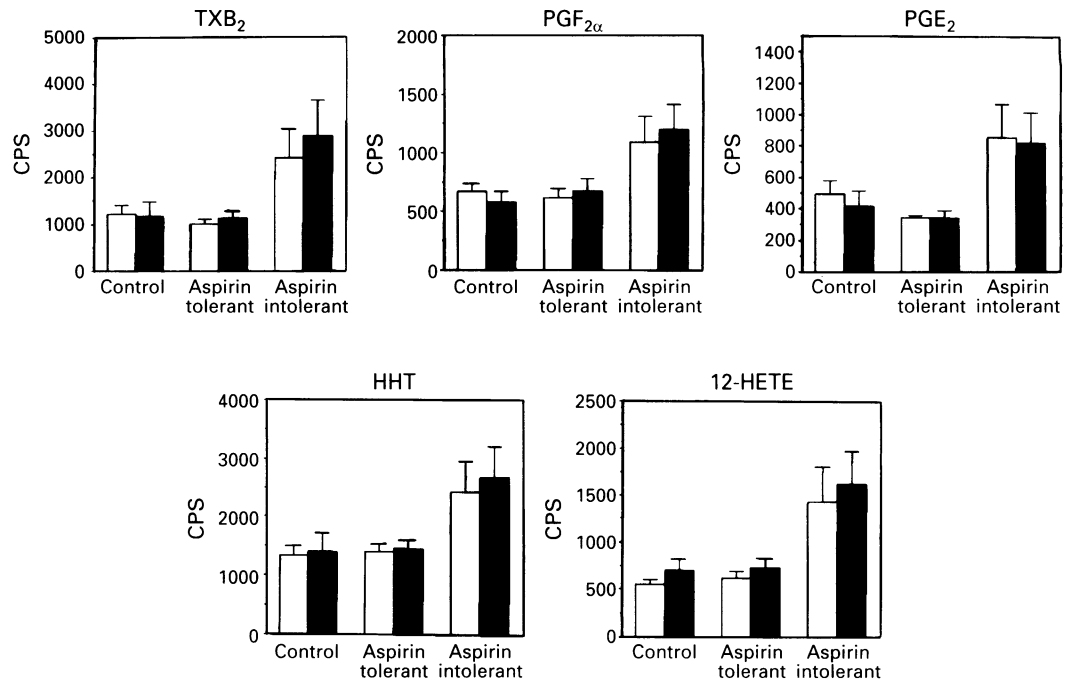 TXB2
5000
4000
3000
2000
1000
0
CPS
Control
Aspirin tolerant
Aspirin intolerant
PGF2α
2000
1500
1000
500
0
CPS
Control
Aspirin tolerant
Aspirin intolerant
PGE2
1400
1200
1000
800
600
400
200
0
CPS
Control
Aspirin tolerant
Aspirin intolerant
HHT
4000
3000
2000
1000
0
CPS
Control
Aspirin tolerant
Aspirin intolerant
12-HETE
2500
2000
1500
1000
500
0
CPS
Control
Aspirin tolerant
Aspirin intolerant